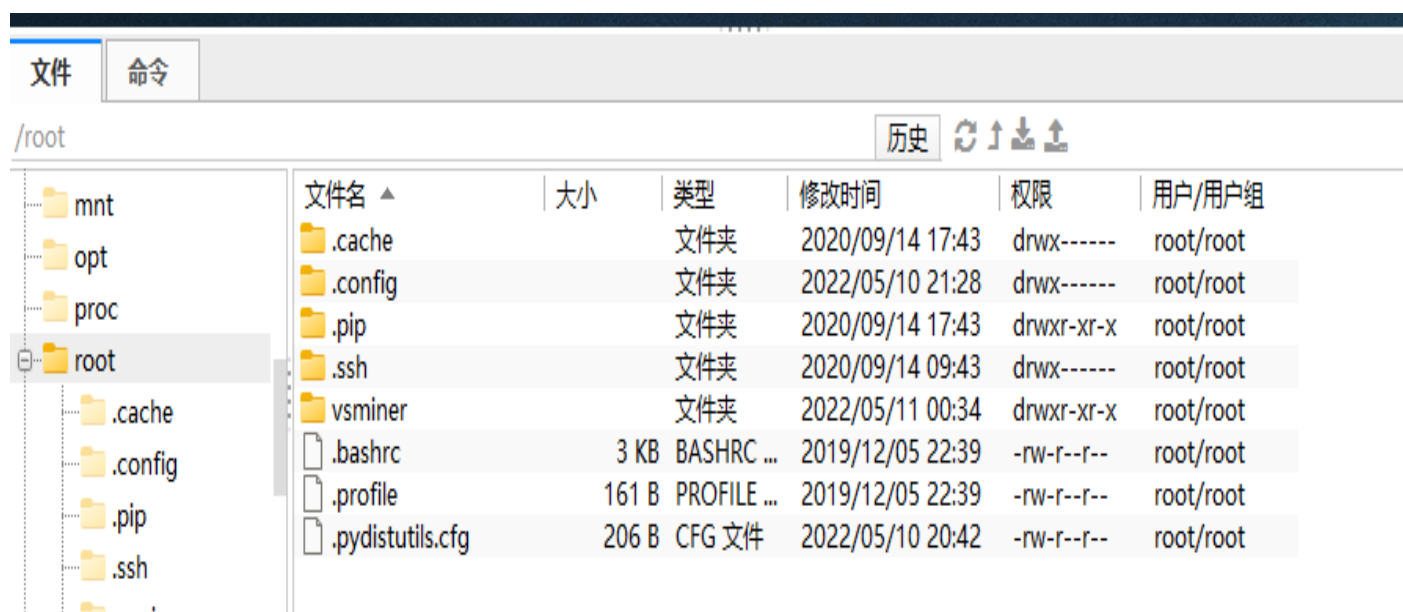 文件 命令
/root 历史
mnt
opt
proc
root
.cache
.config
.pip
.ssh
文件名 大小 类型 修改时间 权限 用户/用户组
.cache 文件夹 2020/09/14 17:43 drwx------ root/root
.config 文件夹 2022/05/10 21:28 drwx------ root/root
.pip 文件夹 2020/09/14 17:43 drwxr-xr-x root/root
.ssh 文件夹 2020/09/14 09:43 drwx------ root/root
vsminer 文件夹 2022/05/11 00:34 drwxr-xr-x root/root
.bashrc 3 KB BASHRC ... 2019/12/05 22:39 -rw-r--r-- root/root
.profile 161 B PROFILE ... 2019/12/05 22:39 -rw-r--r-- root/root
.pydistutils.cfg 206 B CFG 文件 2022/05/10 20:42 -rw-r--r-- root/root